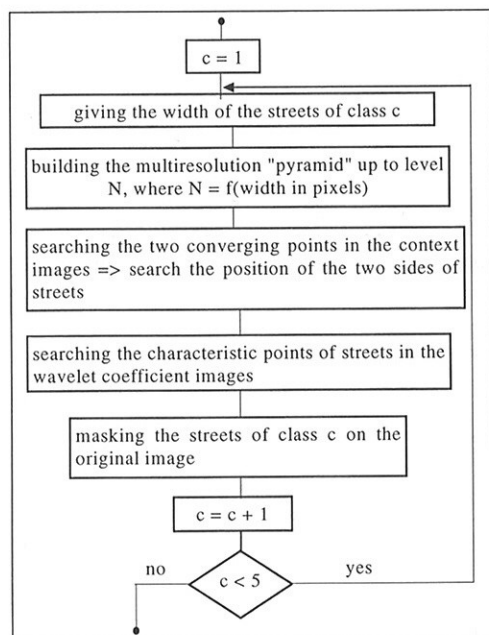 c = 1
giving the width of the streets of class c
building the multiresolution "pyramid" up to level
N, where N = f(width in pixels)
searching the two converging points in the context
images => search the position of the two sides of
streets
searching the characteristic points of streets in the
wavelet coefficient images
masking the streets of class c on the
original image
c = c + 1
no
c < 5
yes